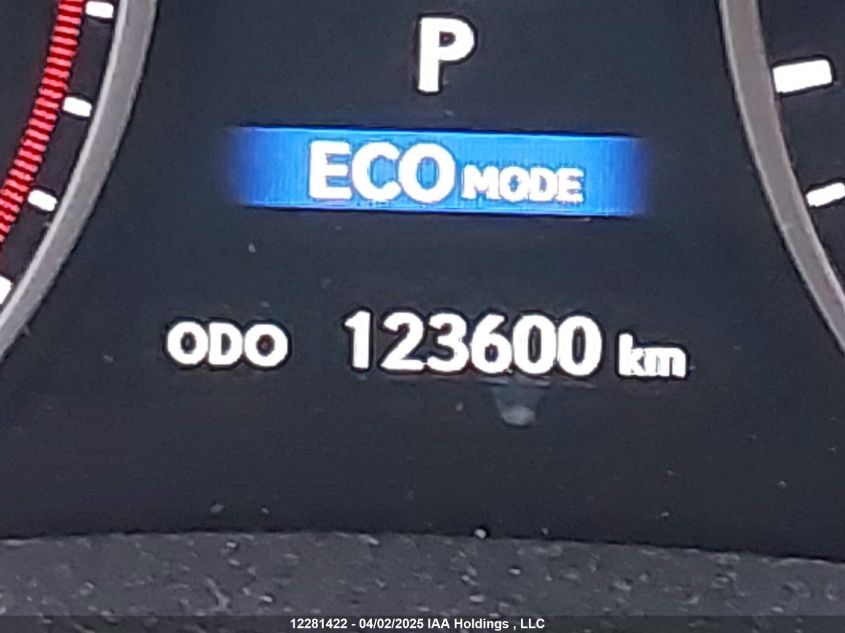 P
ECO MODE
ODO 123600 km
12281422 - 04/02/2025 IAA Holdings , LLC